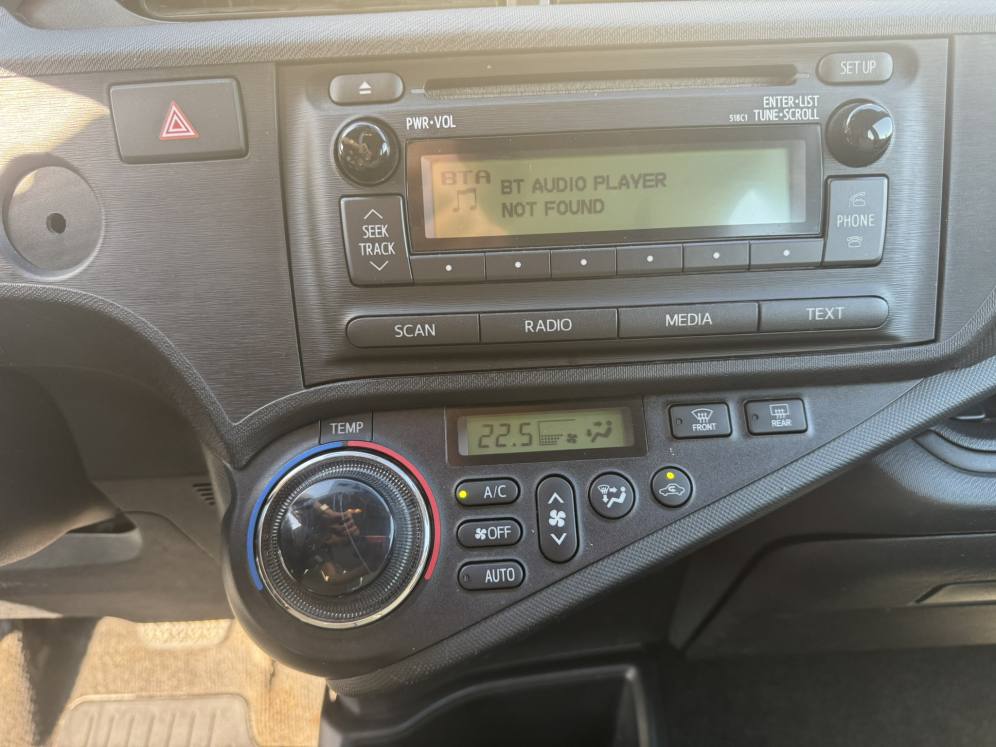 SET UP
PWR•VOL
ENTER•LIST
518C1 TUNE•SCROLL
BTA BT AUDIO PLAYER
NOT FOUND
SEEK
TRACK
PHONE
SCAN RADIO MEDIA TEXT
TEMP
22.5
FRONT
REAR
A/C
OFF
AUTO